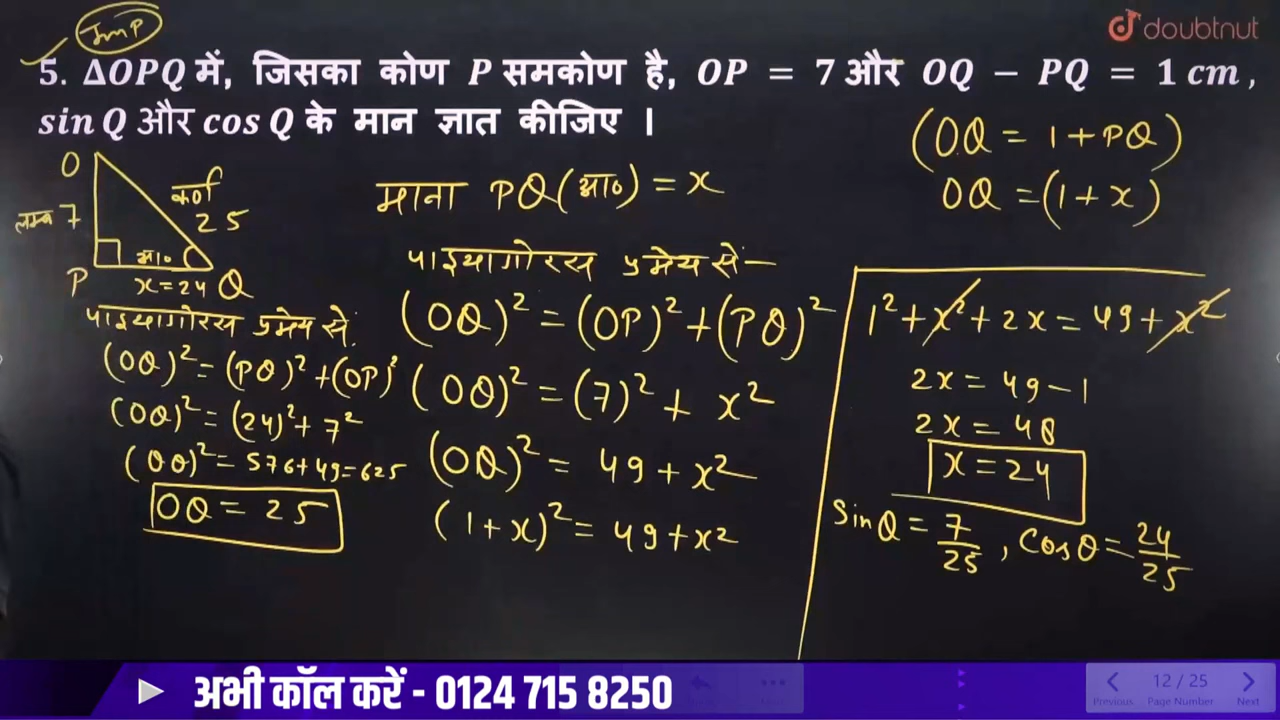 Imp
doubtnut
5. ΔOPQ में, जिसका कोण P समकोण है, OP = 7 और OQ − PQ = 1 cm,
sin Q और cos Q के मान ज्ञात कीजिए ।
(OQ = 1 + PQ)
OQ = (1 + x)
O
कर्ण
लम्ब 7
25
आ०
P
x = 24 Q
माना PQ (आ०) = x
पाइथागोरस प्रमेय से:
(OQ)² = (PQ)² + (OP)²
(OQ)² = (24)² + 7²
(OQ)² = 576 + 49 = 625
OQ = 25
पाइथागोरस प्रमेय से:—
(OQ)² = (OP)² + (PQ)²
(OQ)² = (7)² + x²
(OQ)² = 49 + x²
(1 + x)² = 49 + x²
1² + x² + 2x = 49 + x²
2x = 49 − 1
2x = 48
x = 24
sin Q = 7/25, cos Q = 24/25
अभी कॉल करें - 0124 715 8250
12 / 25
Previous Page Number Next